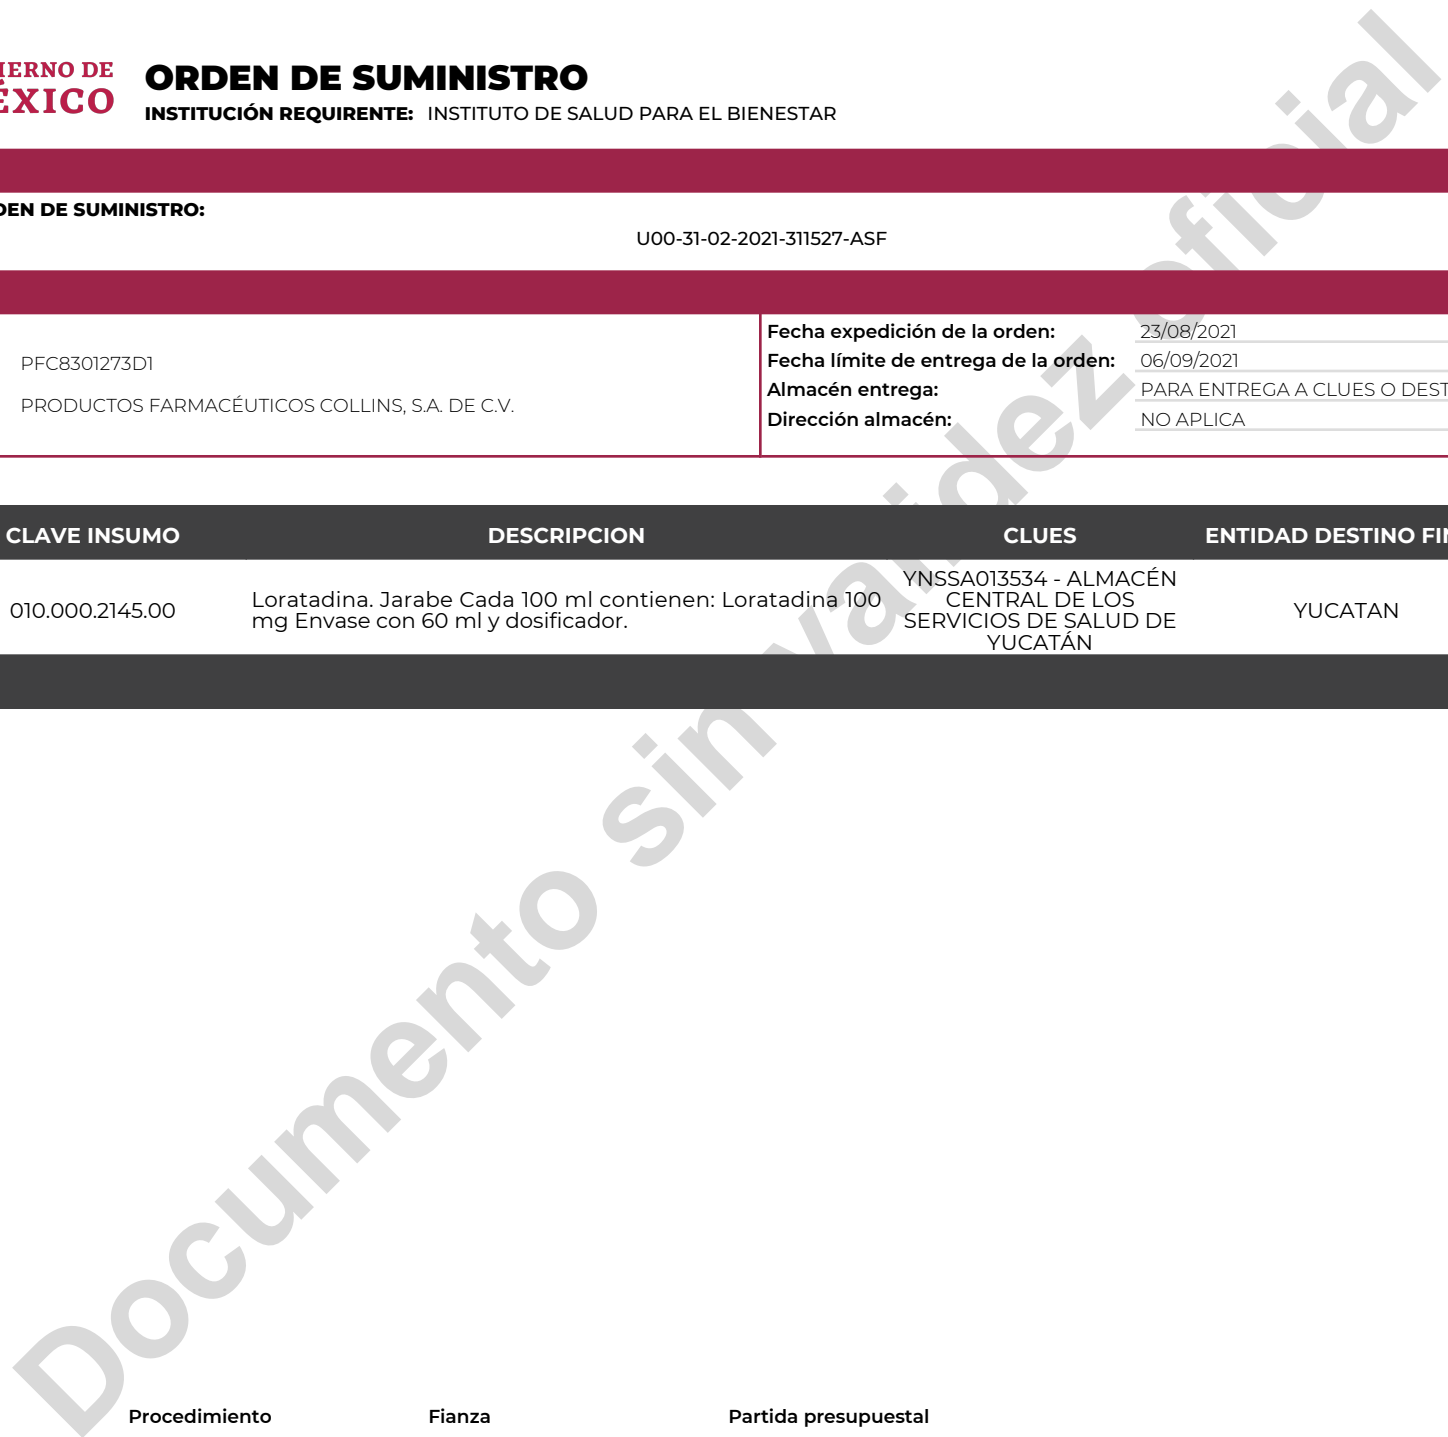 IERNO DE
ÉXICO
ORDEN DE SUMINISTRO
INSTITUCIÓN REQUIRENTE: INSTITUTO DE SALUD PARA EL BIENESTAR
DEN DE SUMINISTRO:
U00-31-02-2021-311527-ASF
PFC8301273D1
PRODUCTOS FARMACÉUTICOS COLLINS, S.A. DE C.V.
Fecha expedición de la orden: 23/08/2021
Fecha límite de entrega de la orden: 06/09/2021
Almacén entrega: PARA ENTREGA A CLUES O DEST
Dirección almacén: NO APLICA
CLAVE INSUMO DESCRIPCION CLUES ENTIDAD DESTINO FIN
010.000.2145.00
Loratadina. Jarabe Cada 100 ml contienen: Loratadina 100
mg Envase con 60 ml y dosificador.
YNSSA013534 - ALMACÉN
CENTRAL DE LOS
SERVICIOS DE SALUD DE
YUCATÁN
YUCATAN
Documento sin validez oficial
Procedimiento Fianza Partida presupuestal